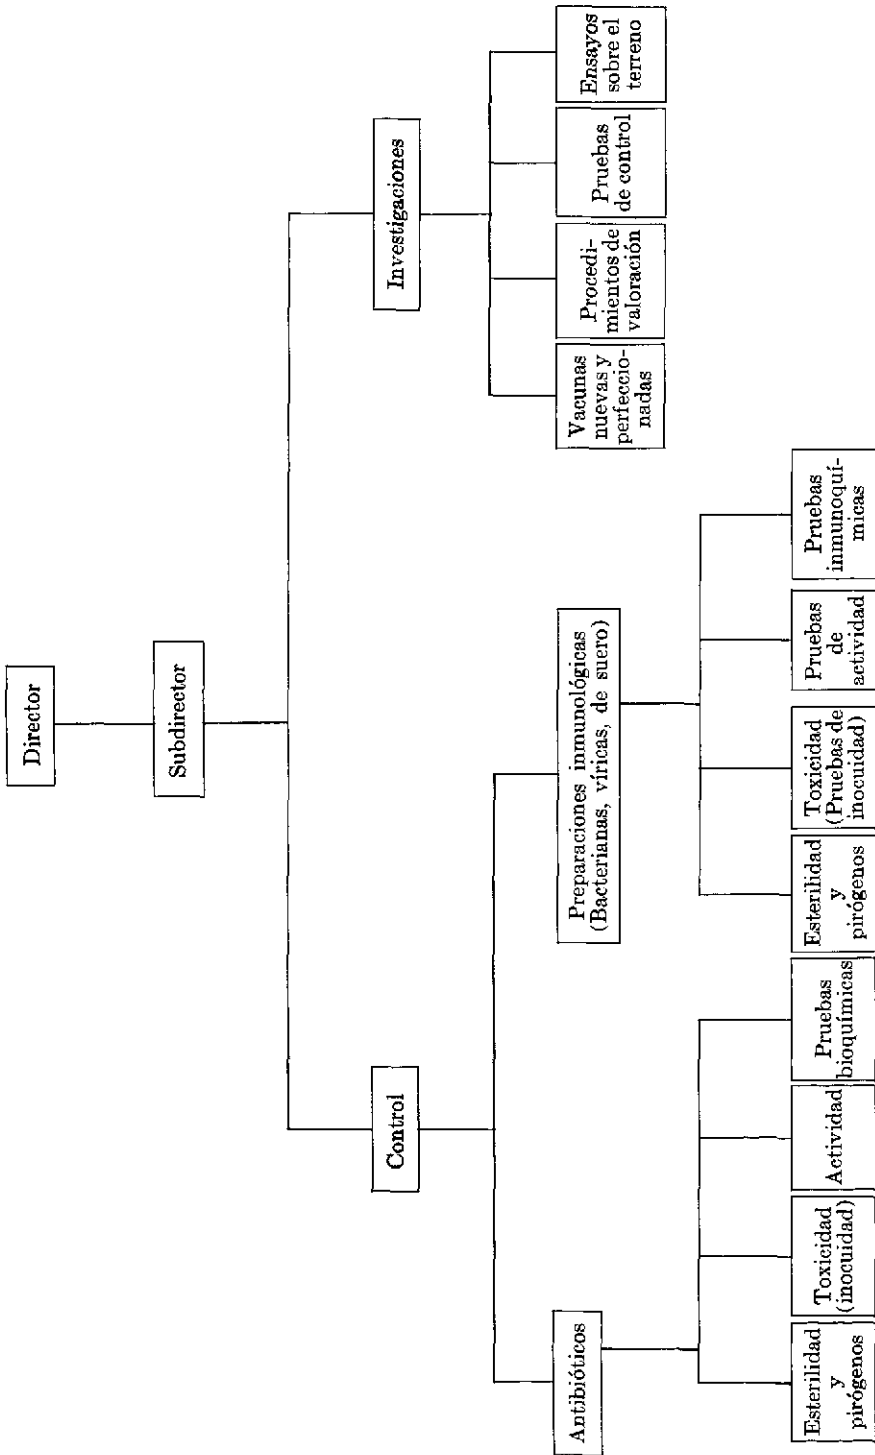 Director
Subdirector
Control
Investigaciones
Antibióticos
Preparaciones inmunológicas
(Bacterianas, víricas, de suero)
Vacunas
nuevas y
perfeccio-
nadas
Procedi-
mientos de
valoración
Pruebas
de control
Ensayos
sobre el
terreno
Esterilidad
y
pirógenos
Toxicidad
(inocuidad)
Actividad
Pruebas
bioquímicas
Esterilidad
y
pirógenos
Toxicidad
(Pruebas de
inocuidad)
Pruebas
de
actividad
Pruebas
inmunoquí-
micas